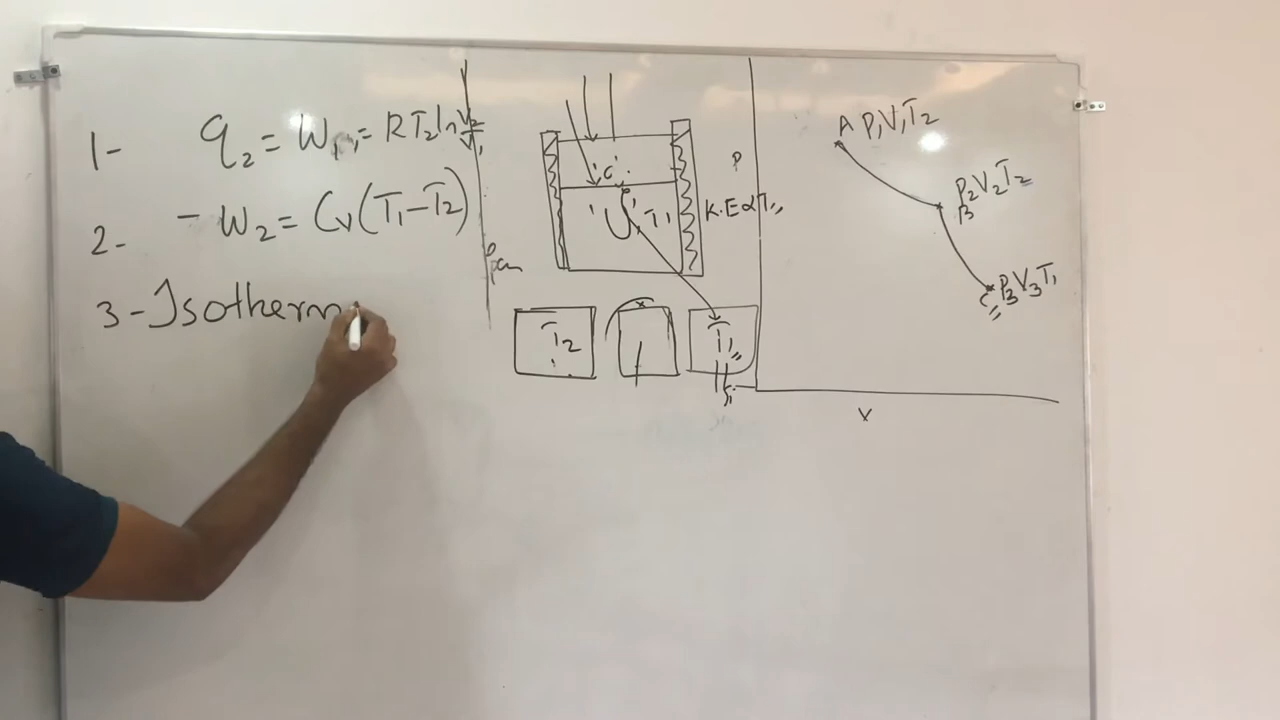 1- q₂ = W₁ = RT₂ ln V₂/V₁
2- -W₂ = Cᵥ(T₁-T₂)
3- Isotherm
'C'
'U' T₁
K.E ∝ T
T₂
T₁
P
A P₁V₁T₂
P₂V₂T₂
B
C P₃V₃T₁
V